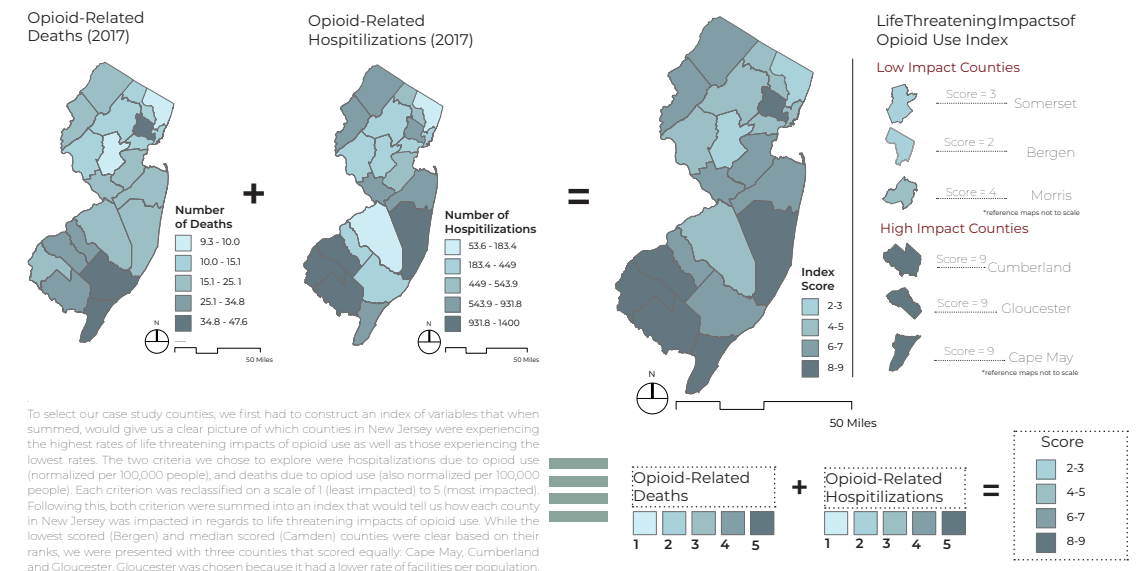 Opioid-Related
Deaths (2017)
Opioid-Related
Hospitilizations (2017)
Life Threatening Impacts of
Opioid Use Index
Low Impact Counties
Score = 3
Somerset
Score = 2
Bergen
Score = 4
Morris
*reference maps not to scale
High Impact Counties
Score = 9
Cumberland
Score = 9
Gloucester
Score = 9
Cape May
*reference maps not to scale
+
=
Number
of Deaths
9.3 - 10.0
10.0 - 15.1
15.1 - 25. 1
25.1 - 34.8
34.8 - 47.6
N
50 Miles
Number of
Hospitilizations
53.6 - 183.4
183.4 - 449
449 - 543.9
543.9 - 931.8
931.8 - 1400
N
50 Miles
Index
Score
2-3
4-5
6-7
8-9
N
50 Miles
To select our case study counties, we first had to construct an index of variables that when
summed, would give us a clear picture of which counties in New Jersey were experiencing
the highest rates of life threatening impacts of opioid use as well as those experiencing the
lowest rates. The two criteria we chose to explore were hospitalizations due to opiod use
(normalized per 100,000 people), and deaths due to opiod use (also normalized per 100,000
people). Each criterion was reclassified on a scale of 1 (least impacted) to 5 (most impacted).
Following this, both criterion were summed into an index that would tell us how each county
in New Jersey was impacted in regards to life threatening impacts of opioid use. While the
lowest scored (Bergen) and median scored (Camden) counties were clear based on their
ranks, we were presented with three counties that scored equally: Cape May, Cumberland
and Gloucester. Gloucester was chosen because it had a lower rate of facilities per population.
Opioid-Related
Deaths
1 2 3 4 5
+
Opioid-Related
Hospitilizations
1 2 3 4 5
=
Score
2-3
4-5
6-7
8-9